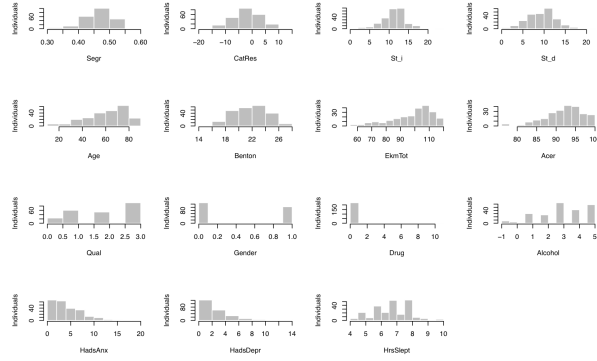 Individuals
0 60
0.30 0.40 0.50 0.60
Segr
Individuals
0 60
−20 −10 0 5 10
CatRes
Individuals
0 40
0 5 10 15 20
St_i
Individuals
0 40
0 5 10 15 20
St_d
Individuals
0 40
20 40 60 80
Age
Individuals
0 40
14 18 22 26
Benton
Individuals
0 30
60 70 80 90 100
EkmTot
Individuals
0 30
80 85 90 95 100
Acer
Individuals
0 60
0.0 0.5 1.0 1.5 2.0 2.5 3.0
Qual
Individuals
0 80
0.0 0.2 0.4 0.6 0.8 1.0
Gender
Individuals
0 150
0 2 4 6 8 10
Drug
Individuals
0 40
−1 0 1 2 3 4 5
Alcohol
Individuals
0 40
0 5 10 15 20
HadsAnx
Individuals
0 80
0 2 4 6 8 10 14
HadsDepr
Individuals
0 40
4 5 6 7 8 9 10
HrsSlept